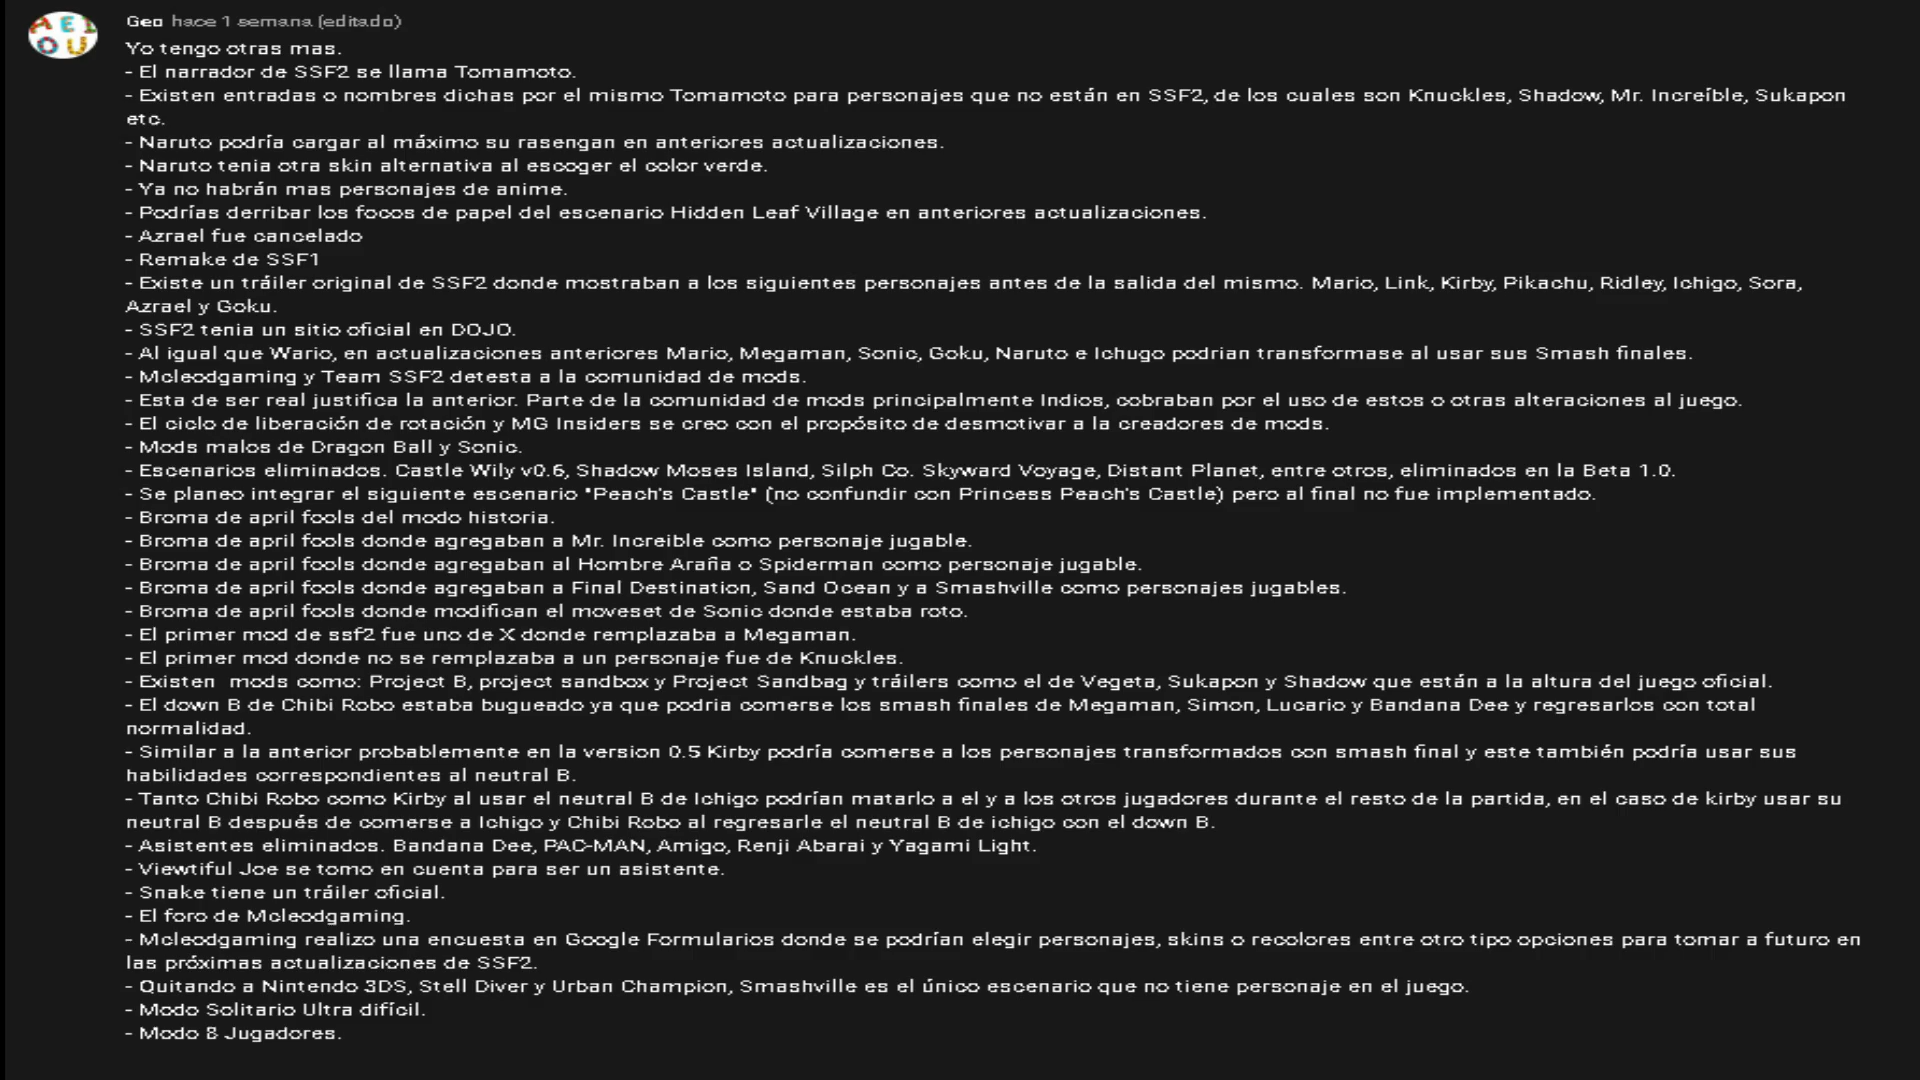 AEI
OU
Geo hace 1 semana (editado)
Yo tengo otras mas.
- El narrador de SSF2 se llama Tomamoto.
- Existen entradas o nombres dichas por el mismo Tomamoto para personajes que no están en SSF2, de los cuales son Knuckles, Shadow, Mr. Increíble, Sukapon
etc.
- Naruto podría cargar al máximo su rasengan en anteriores actualizaciones.
- Naruto tenia otra skin alternativa al escoger el color verde.
- Ya no habrán mas personajes de anime.
- Podrías derribar los focos de papel del escenario Hidden Leaf Village en anteriores actualizaciones.
- Azrael fue cancelado
- Remake de SSF1
- Existe un tráiler original de SSF2 donde mostraban a los siguientes personajes antes de la salida del mismo. Mario, Link, Kirby, Pikachu, Ridley, Ichigo, Sora,
Azrael y Goku.
- SSF2 tenia un sitio oficial en DOJO.
- Al igual que Wario, en actualizaciones anteriores Mario, Megaman, Sonic, Goku, Naruto e Ichugo podrian transformase al usar sus Smash finales.
- Mcleodgaming y Team SSF2 detesta a la comunidad de mods.
- Esta de ser real justifica la anterior. Parte de la comunidad de mods principalmente Indios, cobraban por el uso de estos o otras alteraciones al juego.
- El ciclo de liberación de rotación y MG Insiders se creo con el propósito de desmotivar a la creadores de mods.
- Mods malos de Dragon Ball y Sonic.
- Escenarios eliminados. Castle Wily v0.6, Shadow Moses Island, Silph Co. Skyward Voyage, Distant Planet, entre otros, eliminados en la Beta 1.0.
- Se planeo integrar el siguiente escenario "Peach's Castle" (no confundir con Princess Peach's Castle) pero al final no fue implementado.
- Broma de april fools del modo historia.
- Broma de april fools donde agregaban a Mr. Increible como personaje jugable.
- Broma de april fools donde agregaban al Hombre Araña o Spiderman como personaje jugable.
- Broma de april fools donde agregaban a Final Destination, Sand Ocean y a Smashville como personajes jugables.
- Broma de april fools donde modifican el moveset de Sonic donde estaba roto.
- El primer mod de ssf2 fue uno de X donde remplazaba a Megaman.
- El primer mod donde no se remplazaba a un personaje fue de Knuckles.
- Existen  mods como: Project B, project sandbox y Project Sandbag y tráilers como el de Vegeta, Sukapon y Shadow que están a la altura del juego oficial.
- El down B de Chibi Robo estaba bugueado ya que podria comerse los smash finales de Megaman, Simon, Lucario y Bandana Dee y regresarlos con total
normalidad.
- Similar a la anterior probablemente en la version 0.5 Kirby podría comerse a los personajes transformados con smash final y este también podría usar sus
habilidades correspondientes al neutral B.
- Tanto Chibi Robo como Kirby al usar el neutral B de Ichigo podrían matarlo a el y a los otros jugadores durante el resto de la partida, en el caso de kirby usar su
neutral B después de comerse a Ichigo y Chibi Robo al regresarle el neutral B de ichigo con el down B.
- Asistentes eliminados. Bandana Dee, PAC-MAN, Amigo, Renji Abarai y Yagami Light.
- Viewtiful Joe se tomo en cuenta para ser un asistente.
- Snake tiene un tráiler oficial.
- El foro de Mcleodgaming.
- Mcleodgaming realizo una encuesta en Google Formularios donde se podrían elegir personajes, skins o recolores entre otro tipo opciones para tomar a futuro en
las próximas actualizaciones de SSF2.
- Quitando a Nintendo 3DS, Stell Diver y Urban Champion, Smashville es el único escenario que no tiene personaje en el juego.
- Modo Solitario Ultra difícil.
- Modo 8 Jugadores.